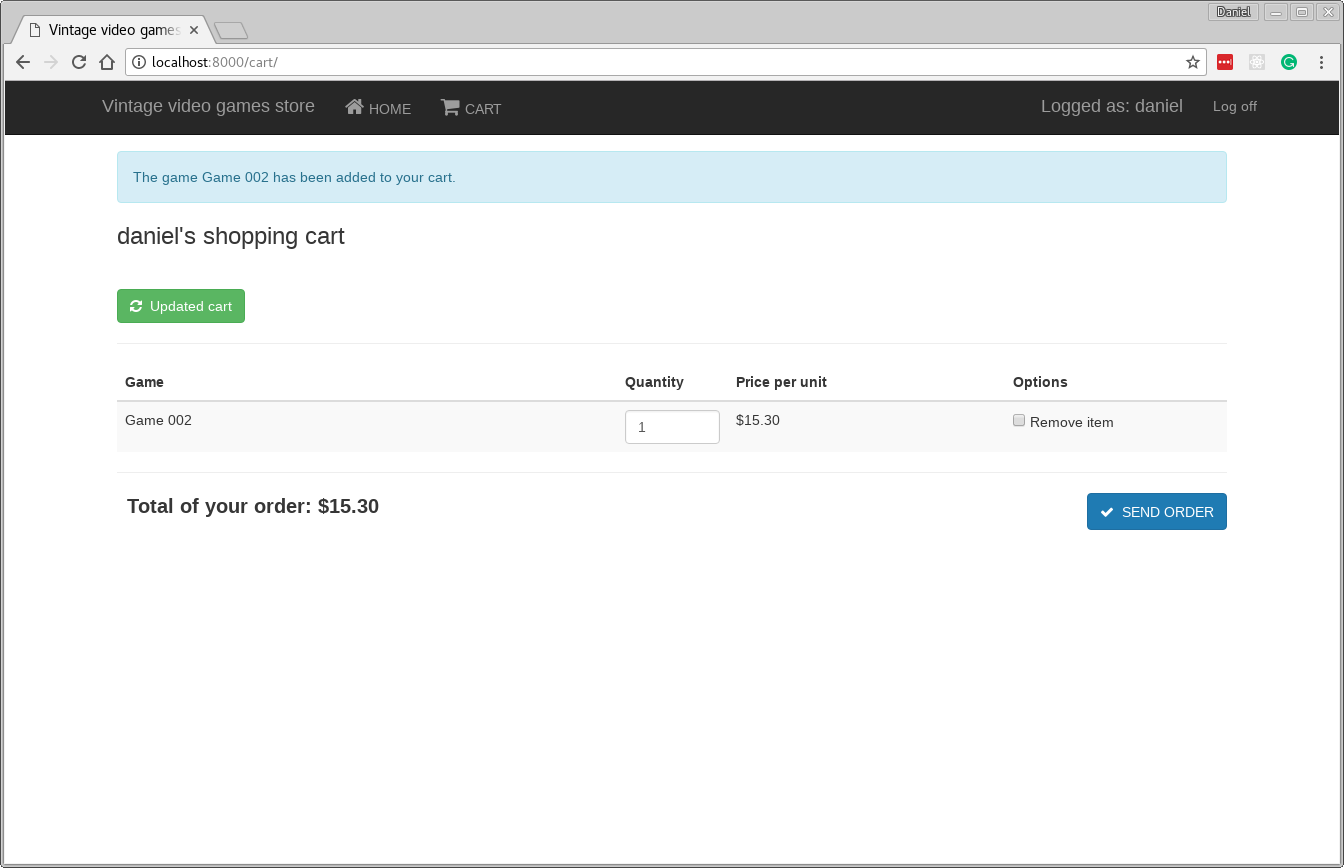 Daniel
Vintage video games
localhost:8000/cart/
Vintage video games store HOME CART Logged as: daniel Log off
The game Game 002 has been added to your cart.
daniel's shopping cart
Updated cart
Game Quantity Price per unit Options
Game 002 1 $15.30 Remove item
Total of your order: $15.30 SEND ORDER